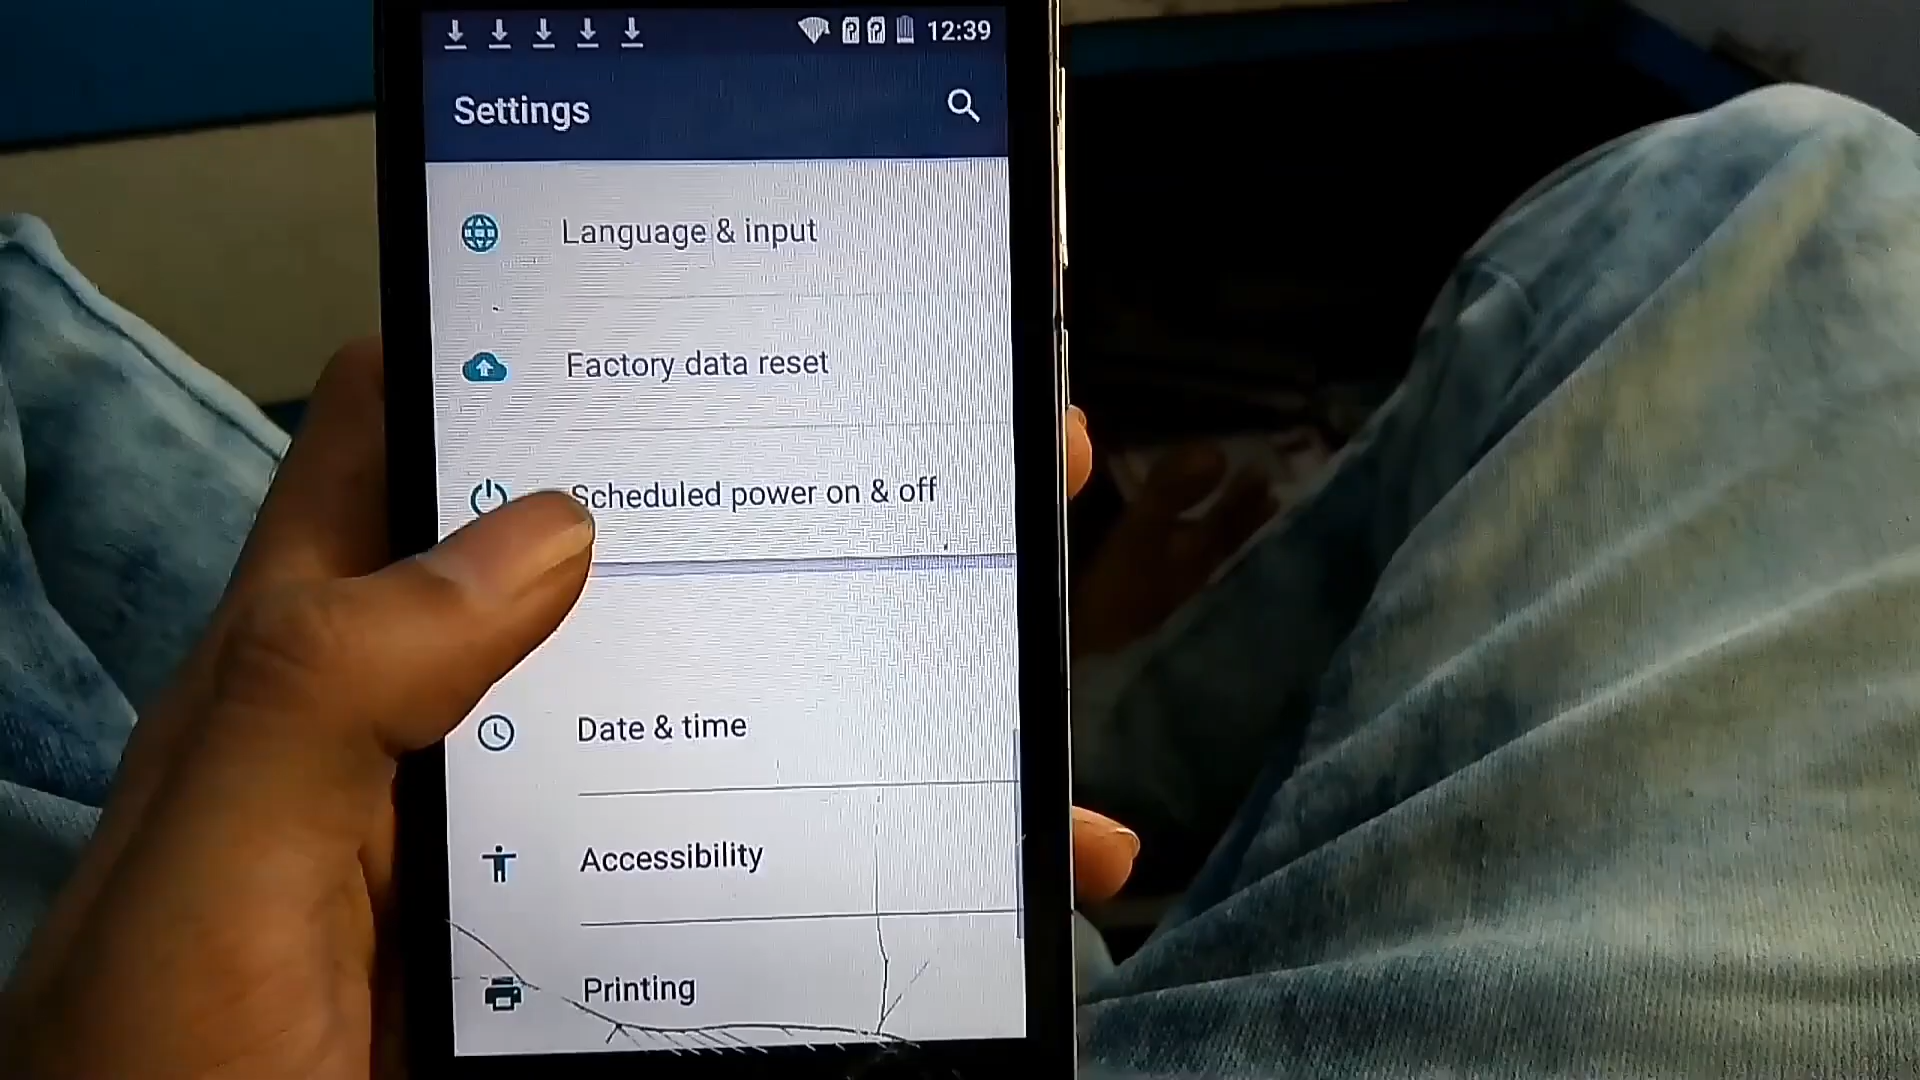 12:39
Settings
Language & input
Factory data reset
Scheduled power on & off
Date & time
Accessibility
Printing